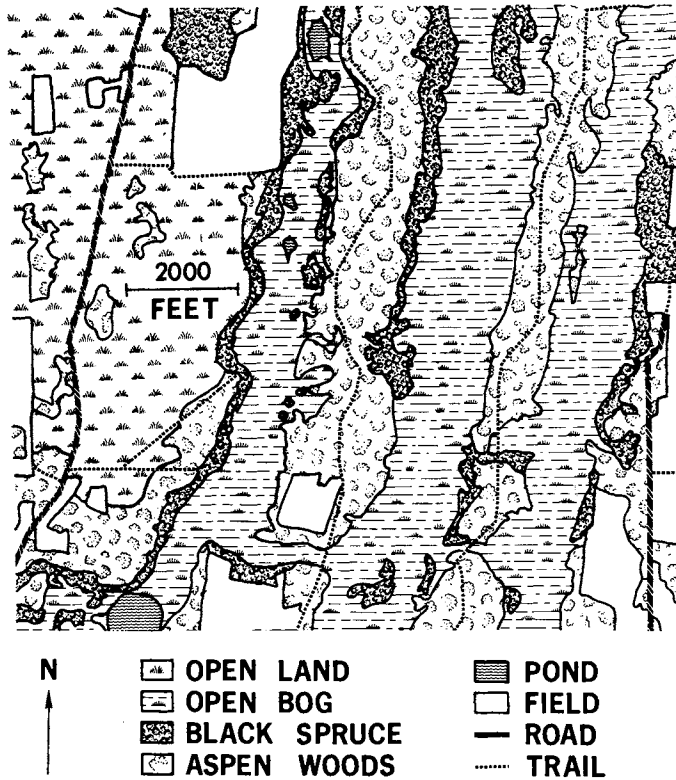 2000
FEET
N
OPEN LAND
OPEN BOG
BLACK SPRUCE
ASPEN WOODS
POND
FIELD
ROAD
TRAIL